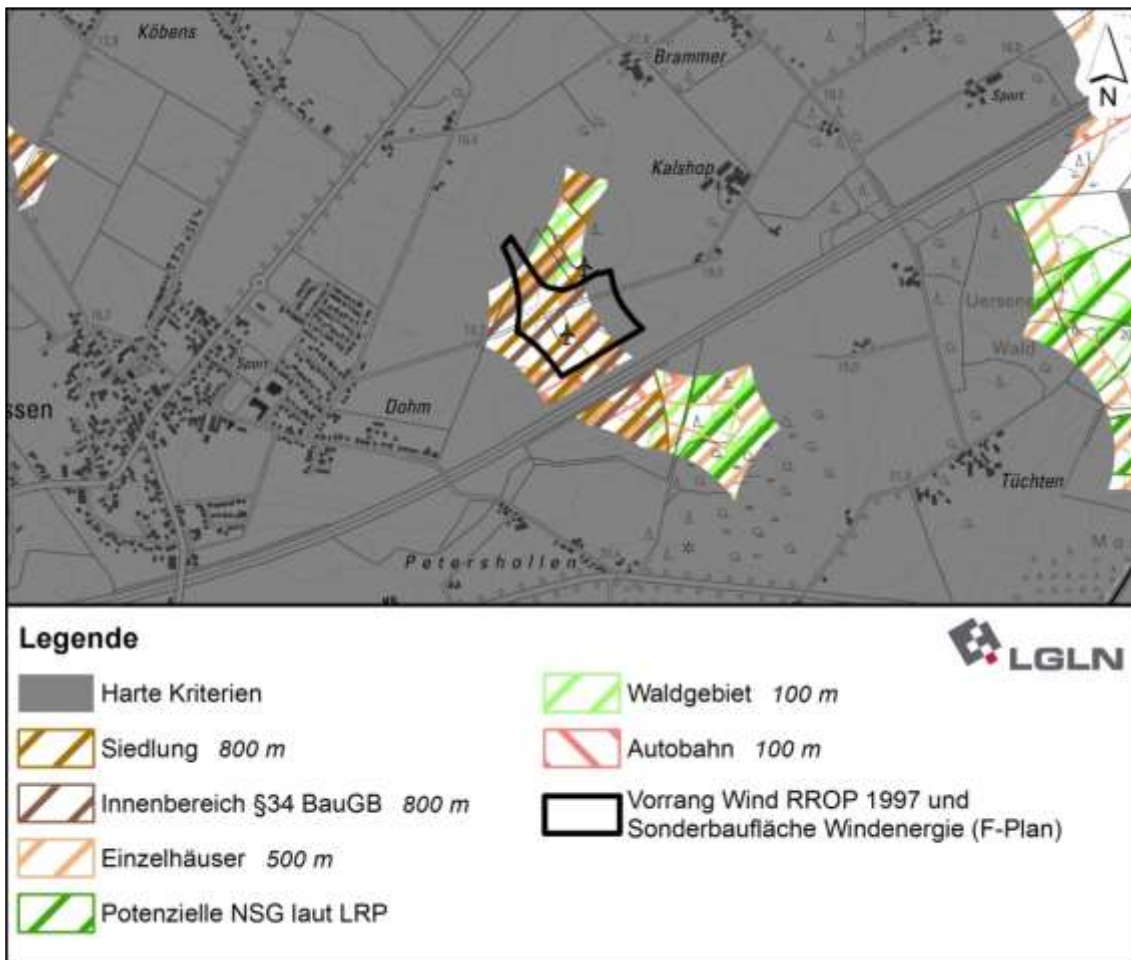 Köbens
Brammer
N
Sport
Kalshop
Uersener
Wald
Sport
ssen
Dohm
Tüchten
Petershollen
Legende
LGLN
Harte Kriterien
Siedlung 800 m
Innenbereich §34 BauGB 800 m
Einzelhäuser 500 m
Potenzielle NSG laut LRP
Waldgebiet 100 m
Autobahn 100 m
Vorrang Wind RROP 1997 und
Sonderbaufläche Windenergie (F-Plan)